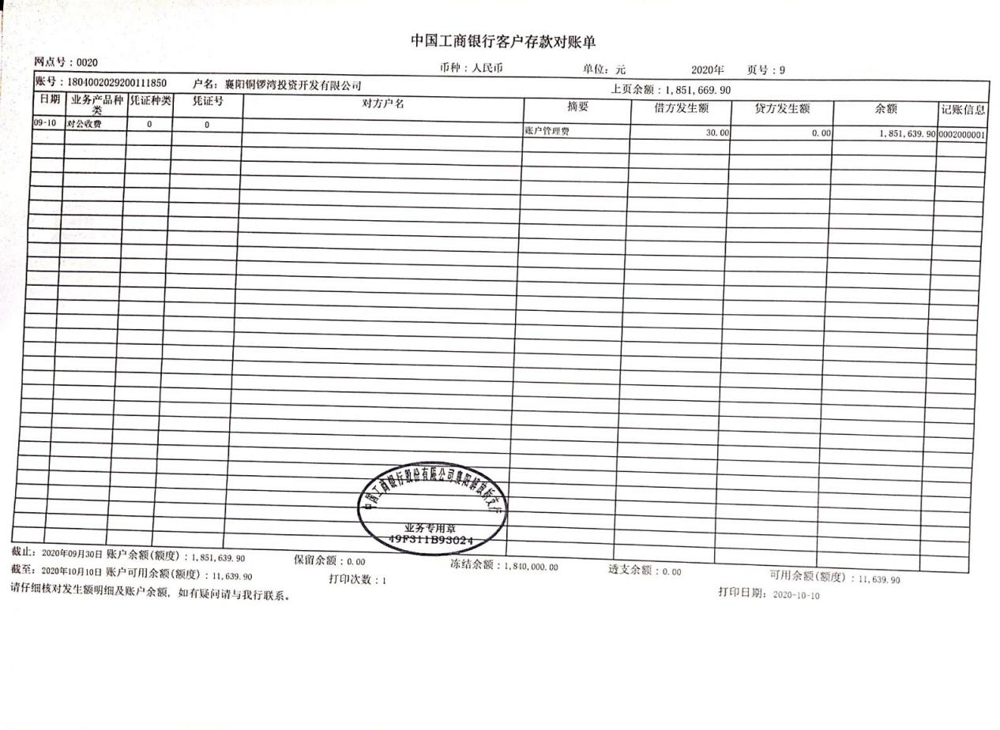 中国工商银行客户存款对账单
网点号：0020 币种：人民币 单位：元 2020年 页号：9
账号：1804002029200111850 户名：襄阳铜锣湾投资开发有限公司 上页余额：1,851,669.90
日期 业务产品种类 凭证种类 凭证号 对方户名 摘要 借方发生额 贷方发生额 余额 记账信息
09-10 对公收费 0 0 账户管理费 30.00 0.00 1,851,639.90 0002000001
中国工商银行股份有限公司襄阳解放桥支行
业务专用章
49F311B93024
截止：2020年09月30日 账户余额(额度)：1,851,639.90 保留余额：0.00 冻结余额：1,840,000.00 透支余额：0.00 可用余额(额度)：11,639.90
截至：2020年10月10日 账户可用余额(额度)：11,639.90 打印次数：1 打印日期：2020-10-10
请仔细核对发生额明细及账户余额，如有疑问请与我行联系。